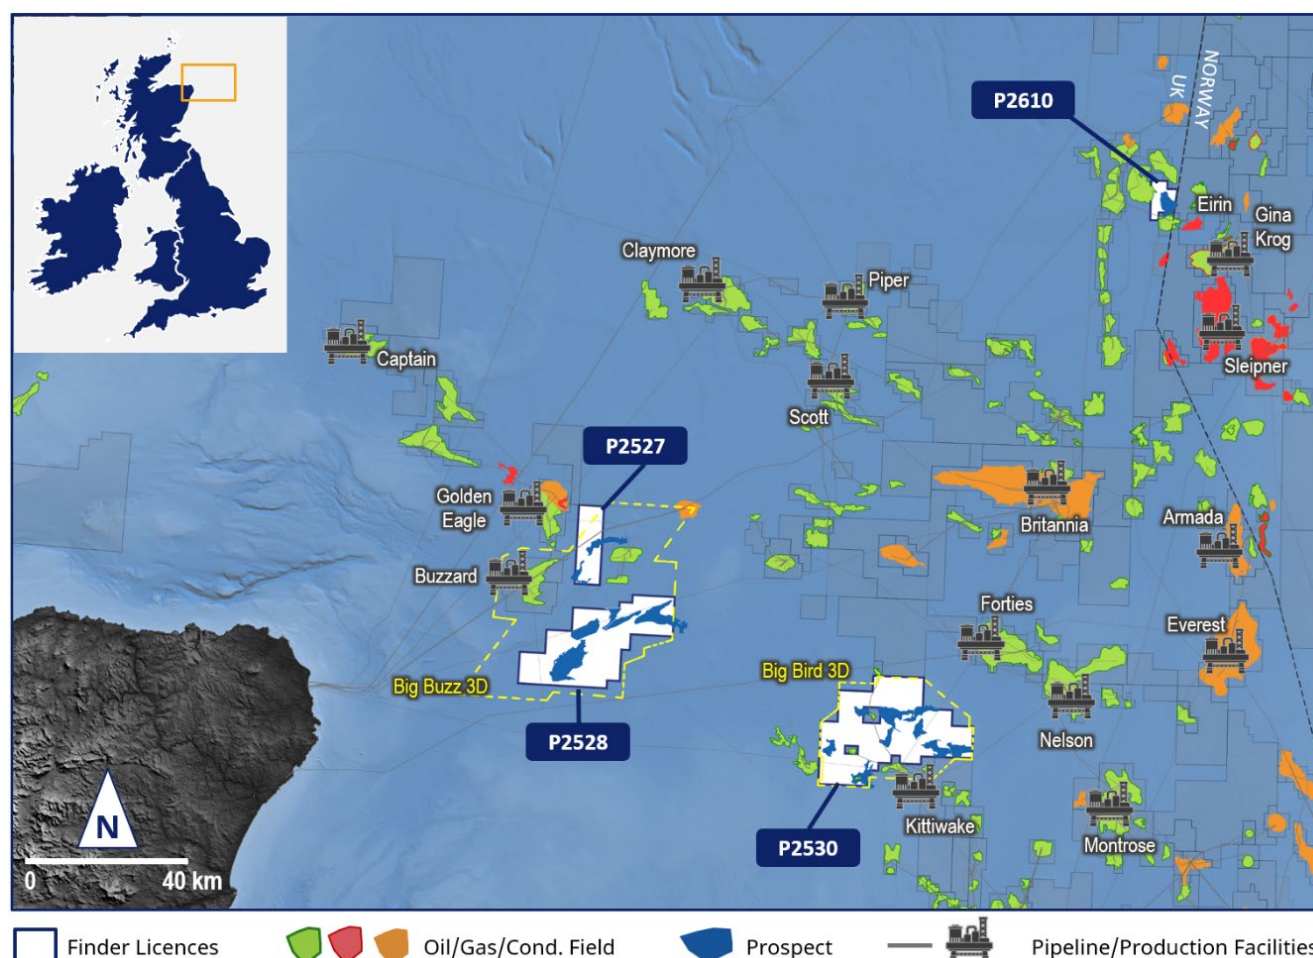 NORWAY
UK
P2610
Eirin
Gina
Krog
Claymore
Piper
Captain
Sleipner
Scott
P2527
Golden
Eagle
Britannia
Armada
Buzzard
Forties
Everest
Big Buzz 3D
Big Bird 3D
P2528
Nelson
N
P2530
Kittiwake
Montrose
0 40 km
Finder Licences Oil/Gas/Cond. Field Prospect Pipeline/Production Facilities